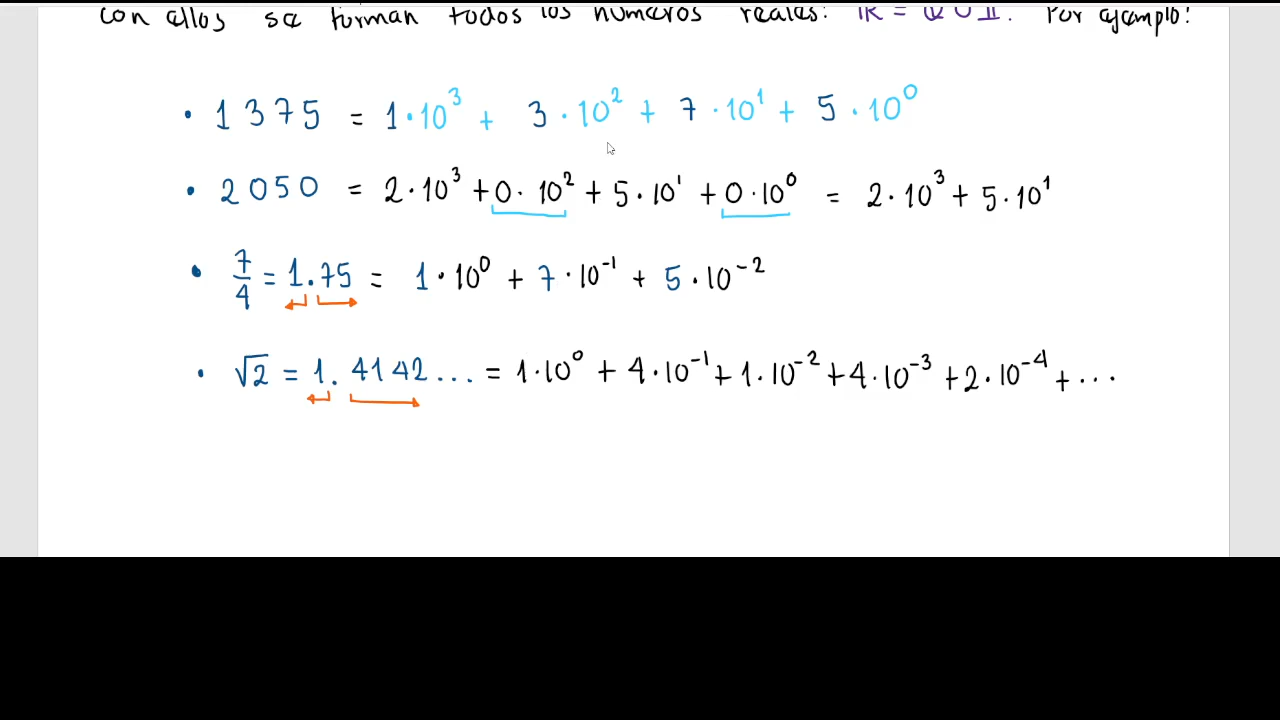 con ellos se forman todos los números reales: ℝ = ℚ ∪ 𝕀. Por ejemplo:
• 1375 = 1·10³ + 3·10² + 7·10¹ + 5·10⁰
• 2050 = 2·10³ + 0·10² + 5·10¹ + 0·10⁰ = 2·10³ + 5·10¹
• 7/4 = 1.75 = 1·10⁰ + 7·10⁻¹ + 5·10⁻²
• √2 = 1.4142... = 1·10⁰ + 4·10⁻¹ + 1·10⁻² + 4·10⁻³ + 2·10⁻⁴ + ...